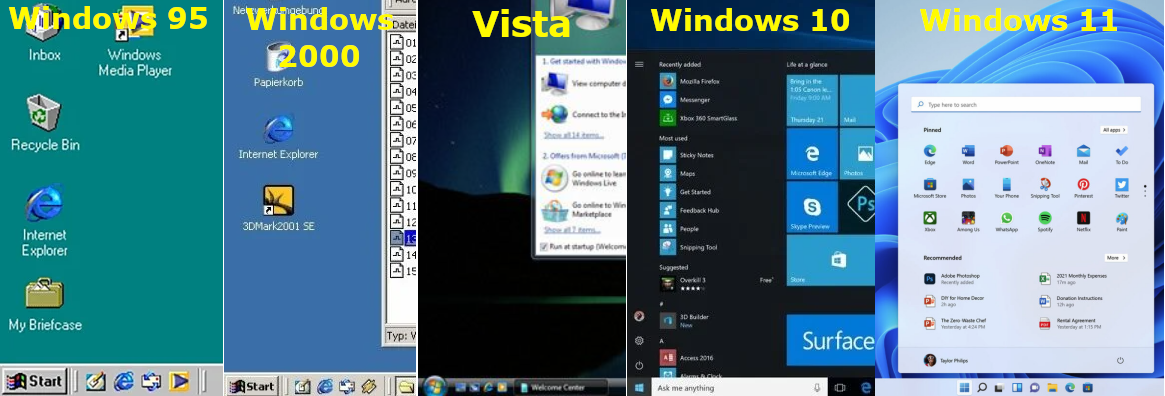 Windows 95
Inbox
Windows
Media Player
Recycle Bin
Internet
Explorer
My Briefcase
Start
Netzwerkumgebung
Windows
2000
Papierkorb
Internet Explorer
3DMark2001 SE
Start
Datei
01
02
03
04
05
06
07
08
09
10
11
12
13
14
15
Typ:
Vista
1. Get started with
View computer
Connect to the
Show all 14 items...
2. Offers from Microsoft
Go online to
Windows Live
Go online to
Marketplace
Show all 7 items...
Run at startup
Welcome Center
Windows 10
Recently added
Mozilla Firefox
Messenger
Xbox 360 SmartGlass
Most used
Sticky Notes
Maps
Get Started
Feedback Hub
People
Snipping Tool
Suggested
Overkill 3
Free*
#
3D Builder
New
A
Access 2016
Alarms & Clock
Ask me anything
Life at a glance
Bring in the
1:05 Canon le...
Friday 9:00 AM
Thursday 21
Mail
Microsoft Edge
Photos
Skype Preview
Ps
Store
Surface
Windows 11
Type here to search
Pinned
All apps >
Edge
Word
PowerPoint
OneNote
Mail
To Do
Microsoft Store
Photos
Your Phone
Snipping Tool
Pinterest
Twitter
Xbox
Among Us
WhatsApp
Spotify
Netflix
Paint
Recommended
More >
Adobe Photoshop
Recently added
2021 Monthly Expenses
17m ago
DIY for Home Decor
2h ago
Donation Instructions
12h ago
The Zero-Waste Chef
Yesterday at 4:24 PM
Rental Agreement
Yesterday at 1:15 PM
Taylor Philips